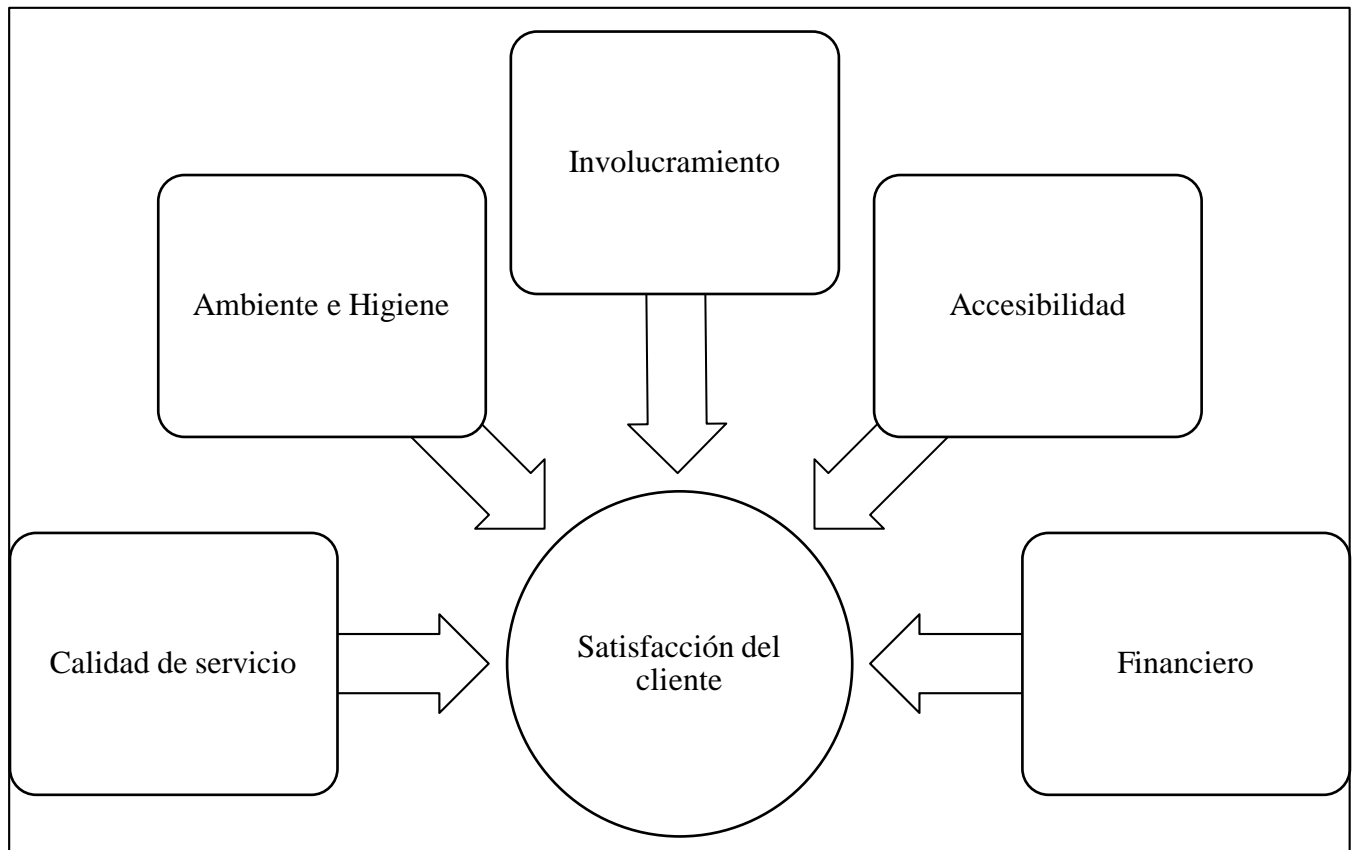 Involucramiento
Ambiente e Higiene
Accesibilidad
Calidad de servicio
Satisfacción del
cliente
Financiero